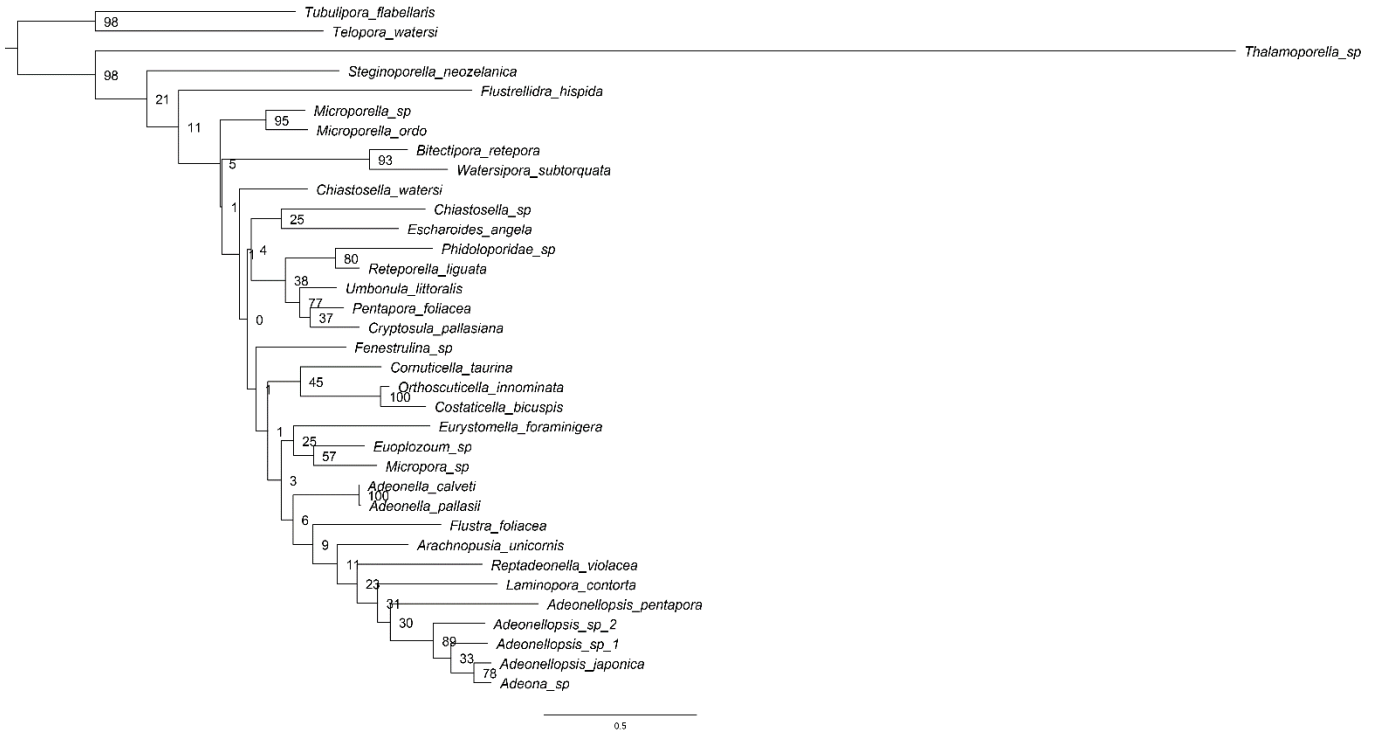 Tubulipora_flabellaris
98
Telopora_watersi
Thalamoporella_sp
98
Steginoporella_neozelanica
21
Flustrellidra_hispida
11
Microporella_sp
95
Microporella_ordo
Bitectipora_retepora
5
93
Watersipora_subtorquata
Chiastosella_watersi
1
Chiastosella_sp
25
Escharoides_angela
4
1
Phidoloporidae_sp
80
Reteporella_liguata
38
Umbonula_littoralis
77
Pentapora_foliacea
37
0
Cryptosula_pallasiana
Fenestrulina_sp
Cornuticella_taurina
45
1
Orthoscuticella_innominata
100
Costaticella_bicuspis
Eurystomella_foraminigera
1
25
Euoplozoum_sp
57
Micropora_sp
3
Adeonella_calveti
100
Adeonella_pallasii
6
Flustra_foliacea
9
Arachnopusia_unicornis
11
Reptadeonella_violacea
23
Laminopora_contorta
31
Adeonellopsis_pentapora
30
Adeonellopsis_sp_2
89
Adeonellopsis_sp_1
33
Adeonellopsis_japonica
78
Adeona_sp
0.5